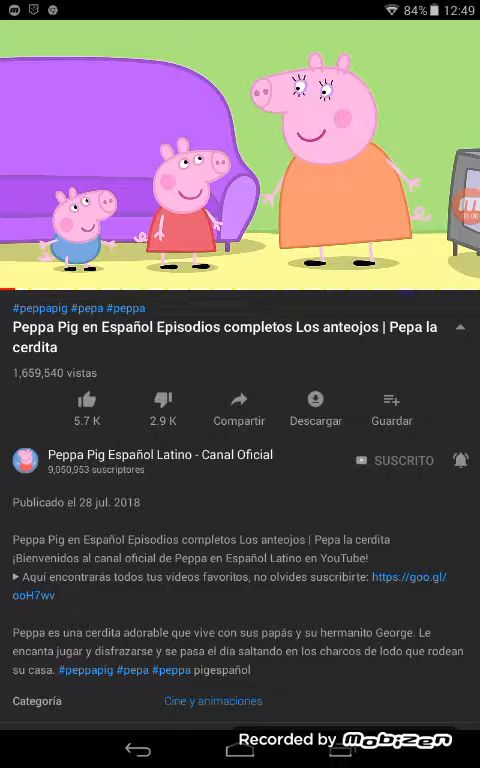 84% 12:49
01:00
#peppapig #pepa #peppa
Peppa Pig en Español Episodios completos Los anteojos | Pepa la
cerdita
1,659,540 vistas
5.7 K 2.9 K Compartir Descargar Guardar
Peppa Pig Español Latino - Canal Oficial
9,050,953 suscriptores
SUSCRITO
Publicado el 28 jul. 2018
Peppa Pig en Español Episodios completos Los anteojos | Pepa la cerdita
¡Bienvenidos al canal oficial de Peppa en Español Latino en YouTube!
►Aquí encontrarás todos tus vídeos favoritos, no olvides suscribirte: https://goo.gl/
ooH7wv
Peppa es una cerdita adorable que vive con sus papás y su hermanito George. Le
encanta jugar y disfrazarse y se pasa el día saltando en los charcos de lodo que rodean
su casa. #peppapig #pepa #peppa pigespañol
Categoría Cine y animaciones
Recorded by Mobizen